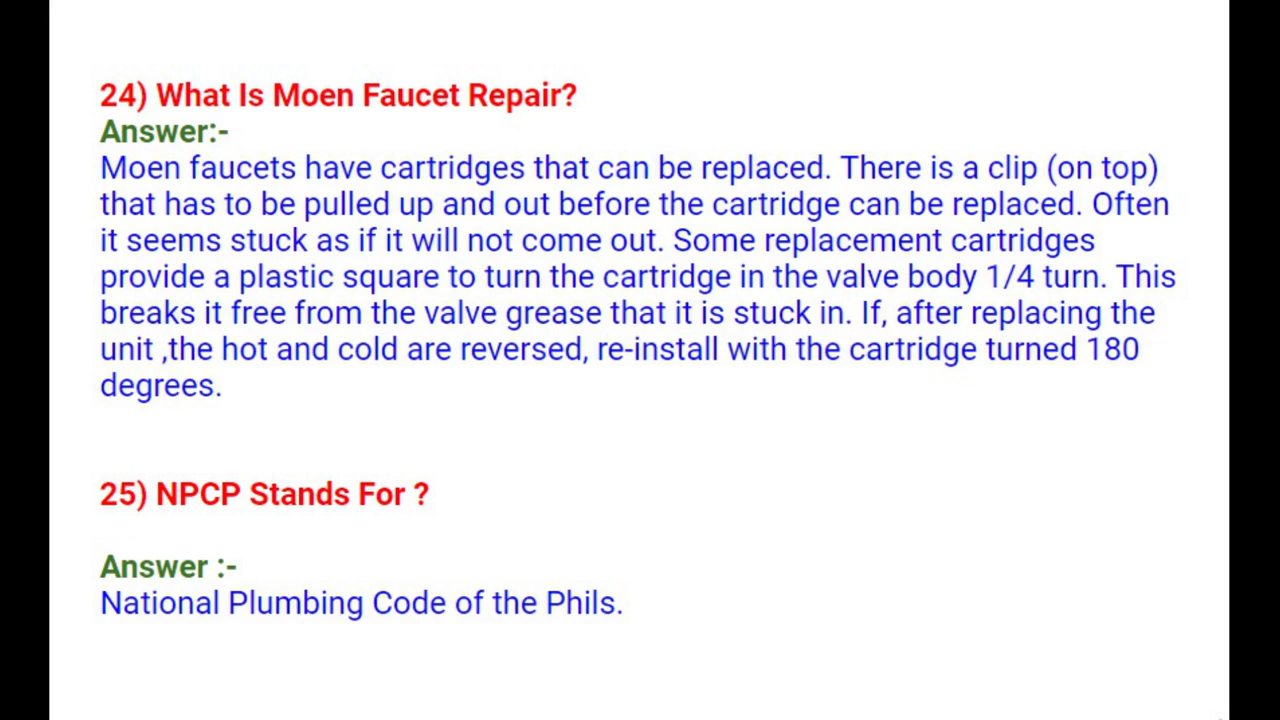 24) What Is Moen Faucet Repair?
Answer:-
Moen faucets have cartridges that can be replaced. There is a clip (on top)
that has to be pulled up and out before the cartridge can be replaced. Often
it seems stuck as if it will not come out. Some replacement cartridges
provide a plastic square to turn the cartridge in the valve body 1/4 turn. This
breaks it free from the valve grease that it is stuck in. If, after replacing the
unit ,the hot and cold are reversed, re-install with the cartridge turned 180
degrees.
25) NPCP Stands For ?
Answer :-
National Plumbing Code of the Phils.